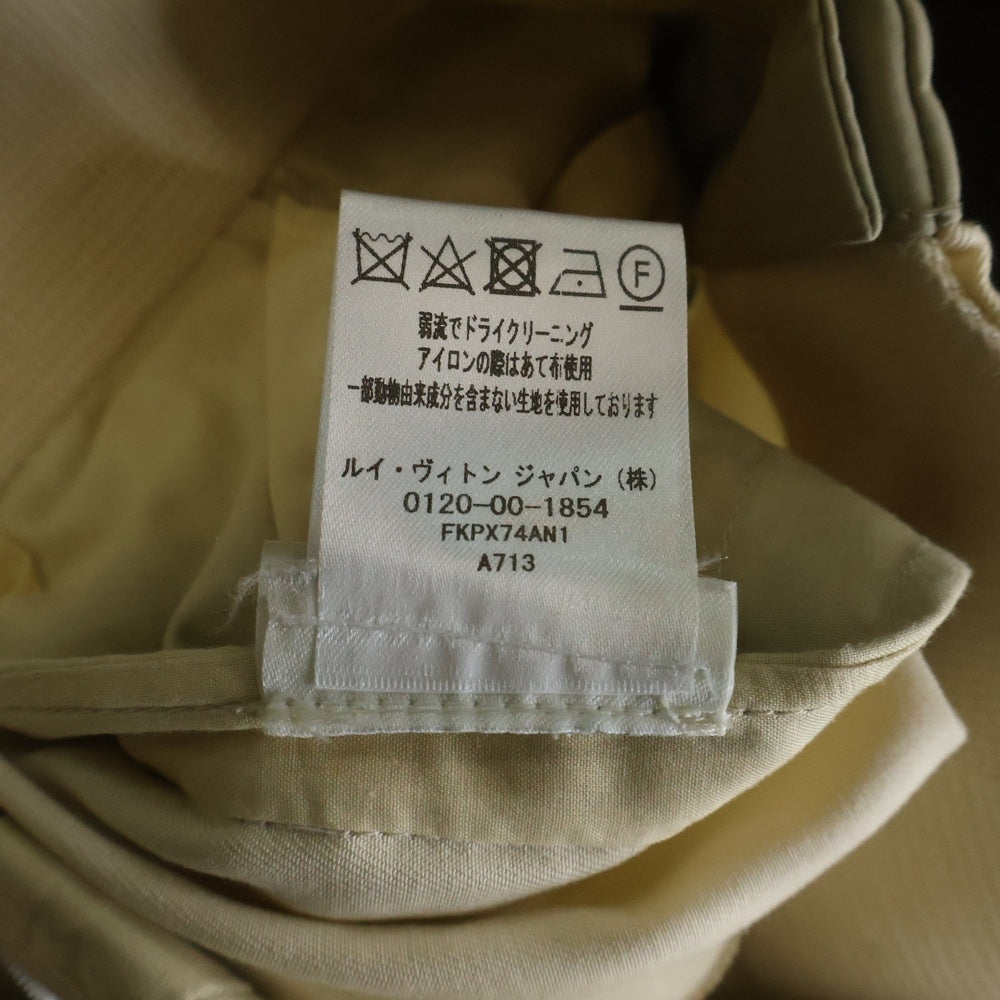 F
弱流でドライクリーニング
アイロンの際はあて布使用
一部動物由来成分を含まない生地を使用しております
ルイ・ヴィトン ジャパン (株)
0120-00-1854
FKPX74AN1
A713